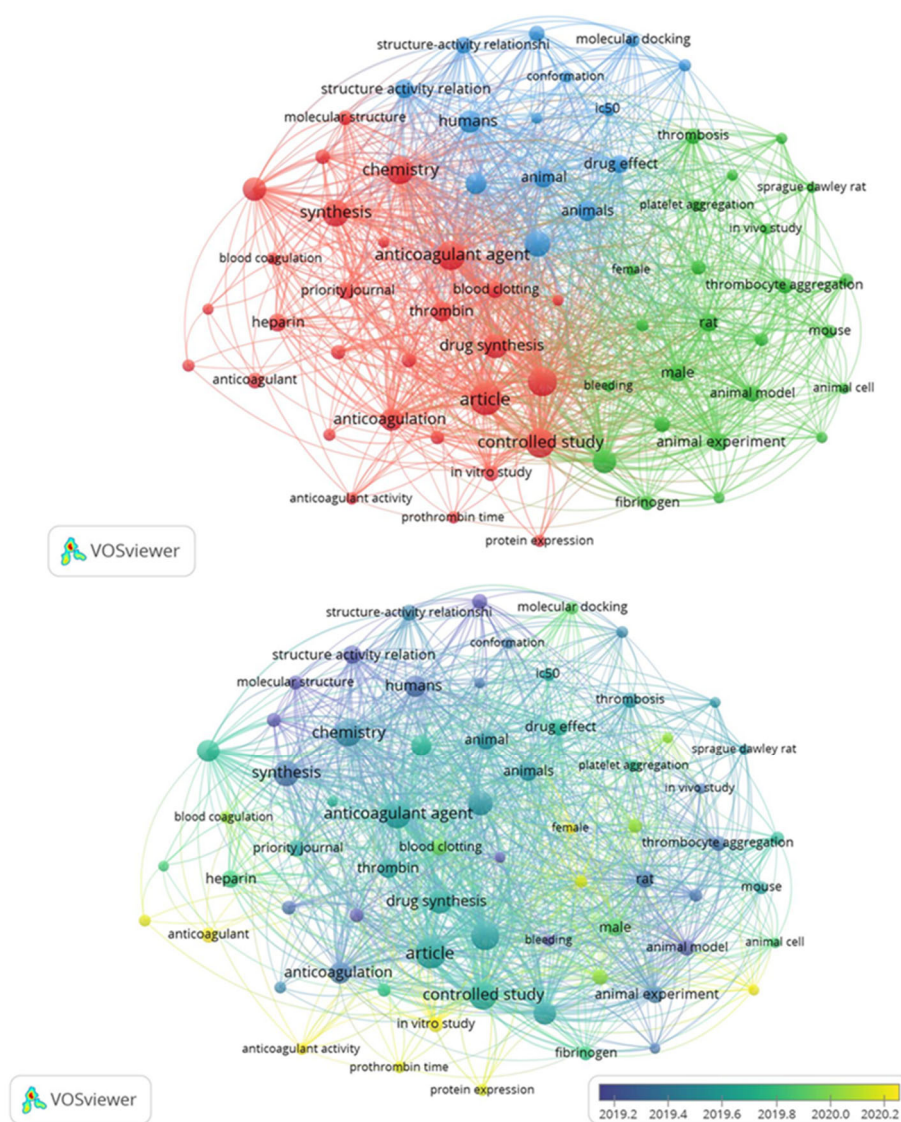 structure-activity relationshi
molecular docking
conformation
structure activity relation
ic50
molecular structure
humans
thrombosis
chemistry
drug effect
animal
sprague dawley rat
synthesis
animals
platelet aggregation
in vivo study
anticoagulant agent
blood coagulation
female
priority journal
blood clotting
thrombocyte aggregation
thrombin
heparin
rat
mouse
drug synthesis
male
anticoagulant
bleeding
animal model
animal cell
article
anticoagulation
controlled study
animal experiment
in vitro study
anticoagulant activity
fibrinogen
prothrombin time
protein expression
VOSviewer
structure-activity relationshi
molecular docking
conformation
structure activity relation
ic50
molecular structure
humans
thrombosis
chemistry
drug effect
animal
sprague dawley rat
synthesis
animals
platelet aggregation
in vivo study
anticoagulant agent
blood coagulation
female
priority journal
blood clotting
thrombocyte aggregation
thrombin
heparin
rat
mouse
drug synthesis
male
anticoagulant
bleeding
animal model
animal cell
article
anticoagulation
controlled study
animal experiment
in vitro study
anticoagulant activity
fibrinogen
prothrombin time
protein expression
VOSviewer
2019.2 2019.4 2019.6 2019.8 2020.0 2020.2